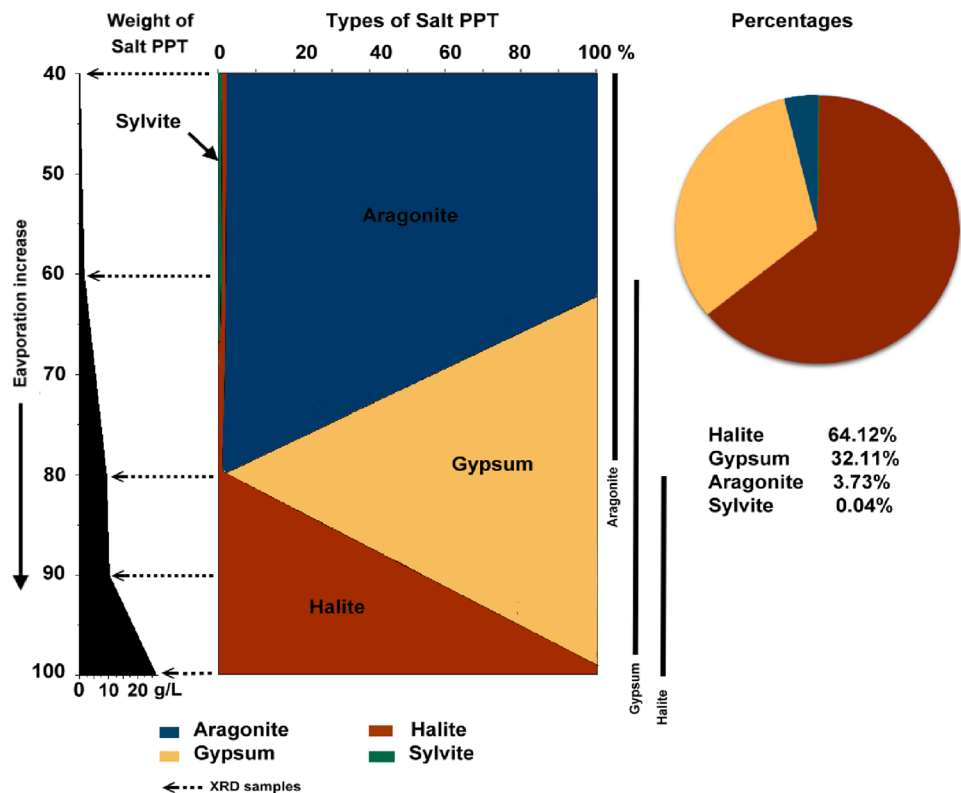 Weight of
Salt PPT
Types of Salt PPT
Percentages
0 20 40 60 80 100 %
40
50
60
70
80
90
100
Eavporation increase
Sylvite
Aragonite
Gypsum
Halite
Aragonite
Gypsum
Halite
Halite 64.12%
Gypsum 32.11%
Aragonite 3.73%
Sylvite 0.04%
0 10 20 g/L
Aragonite Halite
Gypsum Sylvite
XRD samples